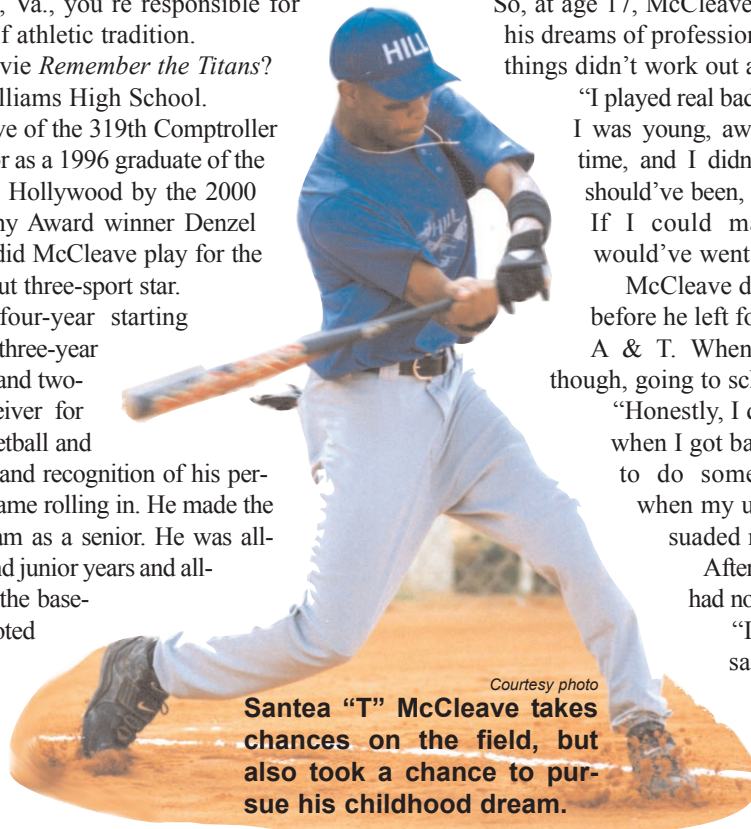 , Va., you're responsible for
f athletic tradition.
vie Remember the Titans?
lliams High School.
ve of the 319th Comptroller
or as a 1996 graduate of the
Hollywood by the 2000
ny Award winner Denzel
did McCleave play for the
ut three-sport star.
four-year starting
three-year
and two-
eiver for
etball and
and recognition of his per-
ame rolling in. He made the
am as a senior. He was all-
nd junior years and all-
the base-
oted
HILL
So, at age 17, McCleave
his dreams of profession
things didn't work out a
"I played real bad
I was young, aw
time, and I didn
should've been,
If I could ma
would've went
McCleave d
before he left fo
A & T. When
though, going to scl
"Honestly, I d
when I got ba
to do some
when my u
suaded r
After
had no
"I
sa
Courtesy photo
Santea "T" McCleave takes
chances on the field, but
also took a chance to pur-
sue his childhood dream.